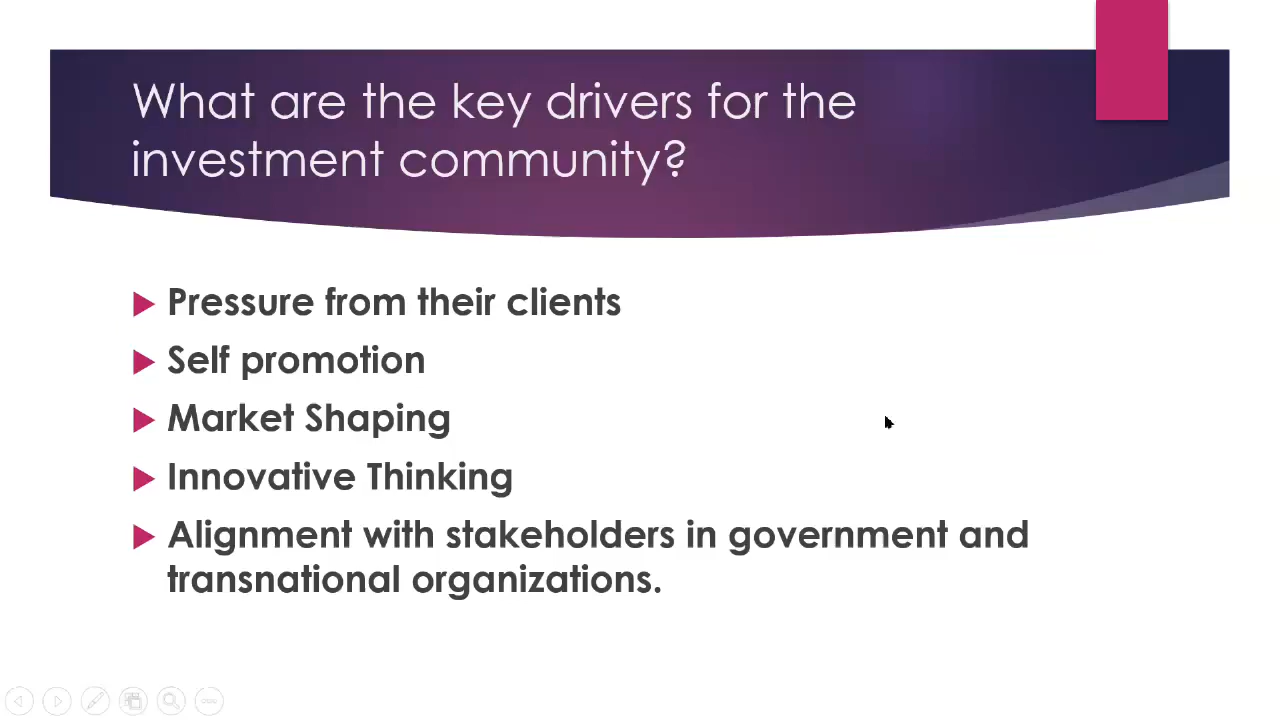 What are the key drivers for the
investment community?
Pressure from their clients
Self promotion
Market Shaping
Innovative Thinking
Alignment with stakeholders in government and
transnational organizations.